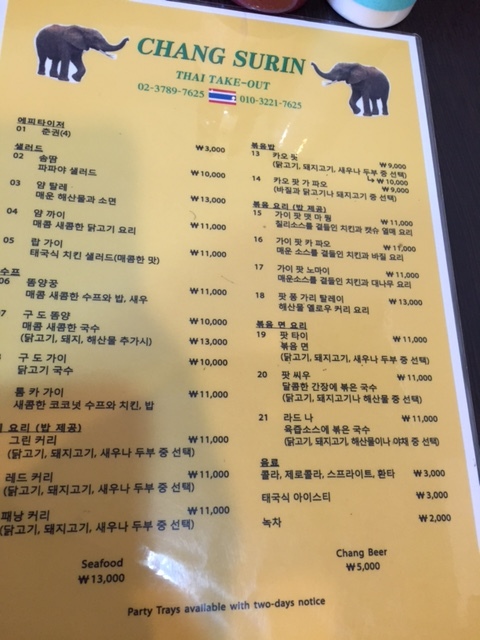 CHANG SURIN
THAI TAKE-OUT
02-3789-7625 010-3221-7625
에피타이저
01 춘권(4) ₩3,000
샐러드
02 솜땀 ₩10,000
파파야 샐러드
03 얌 탈레 ₩13,000
매운 해산물과 소면
04 얌 까이 ₩11,000
매콤 새콤한 닭고기 요리
05 랍 가이 ₩11,000
태국식 치킨 샐러드(매콤한 맛)
수프
06 똠양꿍 ₩11,000
매콤 새콤한 수프와 밥, 새우
07 구 도 똠양 ₩10,000
매콤 새콤한 국수
(닭고기, 돼지, 해산물 추가시) ₩13,000
구 도 가이 ₩10,000
닭고기 국수
톰 카 가이 ₩11,000
새콤한 코코넛 수프와 치킨, 밥
요리 (밥 제공)
그린 커리 ₩11,000
(닭고기, 돼지고기, 새우나 두부 중 선택)
레드 커리 ₩11,000
(닭고기, 돼지고기, 새우나 두부 중 선택)
패낭 커리 ₩11,000
(닭고기, 돼지고기, 새우나 두부 중 선택)
Seafood
₩13,000
볶음밥
13 카오 팟 ₩9,000
(닭고기, 돼지고기, 새우나 두부 중 선택)
↳ ₩10,000
14 카오 팟 가 파오 ₩9,000
(바질과 닭고기나 돼지고기 중 선택)
볶음 요리 (밥 제공)
15 가이 팟 맷 마 뭉 ₩11,000
칠리소스를 곁들인 치킨과 캣슈 열매 요리
16 가이 팟 카 파오 ₩11,000
매운 소스를 곁들인 치킨과 바질 요리
17 가이 팟 노마이 ₩11,000
매운소스를 곁들인 치킨과 대나무 요리
18 팟 퐁 가리 탈레이 ₩13,000
해산물 옐로우 커리 요리
볶음 면 요리
19 팟 타이 ₩11,000
볶음 면
(닭고기, 돼지고기, 새우나 두부 중 선택)
20 팟 씨우 ₩11,000
달콤한 간장에 볶은 국수
(닭고기, 돼지고기나 해산물 중 선택)
21 라드 나 ₩11,000
육즙소스에 볶은 국수
(닭고기, 돼지고기, 해산물이나 야채 중 선택)
음료
콜라, 제로콜라, 스프라이트, 환타 ₩3,000
태국식 아이스티 ₩3,000
녹차 ₩2,000
Chang Beer
₩5,000
Party Trays available with two-days notice